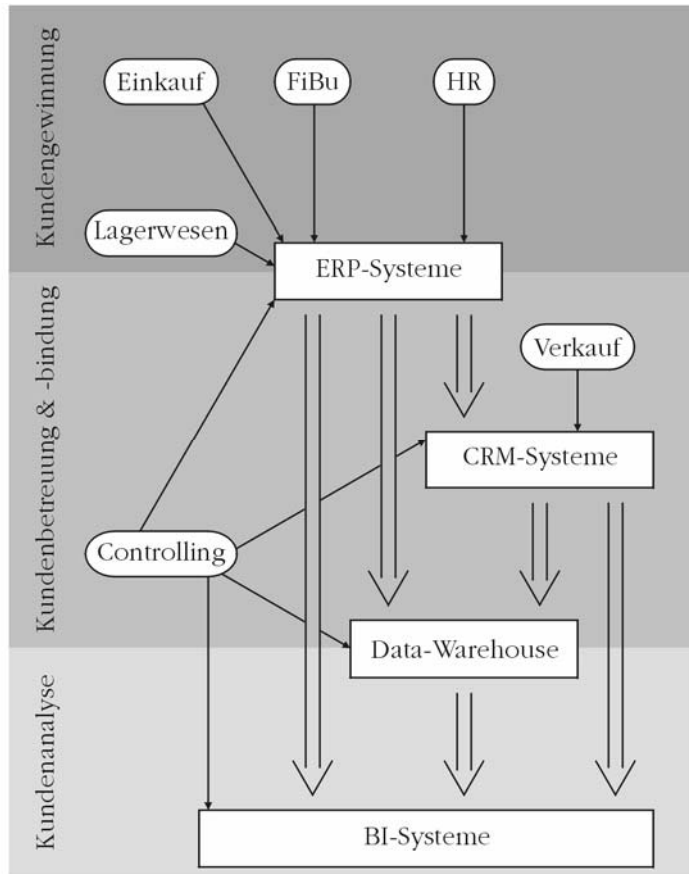 Kundengewinnung
Einkauf
FiBu
HR
Lagerwesen
ERP-Systeme
Kundenbetreuung & -bindung
Verkauf
CRM-Systeme
Controlling
Data-Warehouse
Kundenanalyse
BI-Systeme